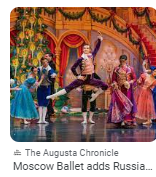 The Augusta Chronicle
Moscow Ballet adds Russia...